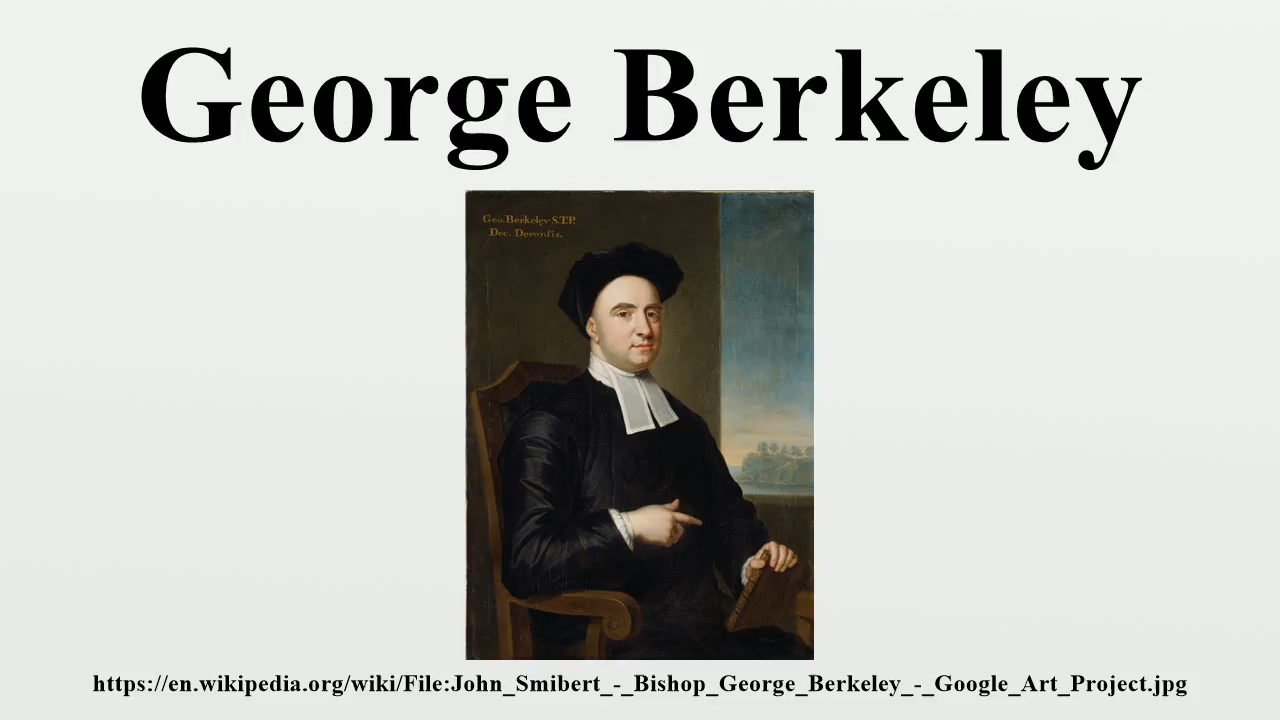 George Berkeley
Geo. Berkeley S.T.P.
Dec. Derensis.
https://en.wikipedia.org/wiki/File:John_Smibert_-_Bishop_George_Berkeley_-_Google_Art_Project.jpg